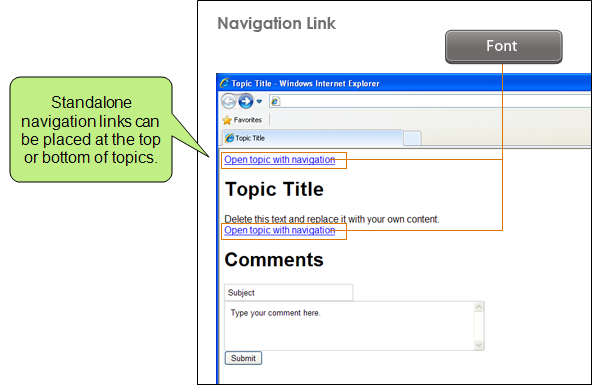 Navigation Link
Font
Topic Title - Windows Internet Explorer
Favorites
Topic Title
Standalone
navigation links can
be placed at the top
or bottom of topics.
Open topic with navigation
Topic Title
Delete this text and replace it with your own content.
Open topic with navigation
Comments
Subject
Type your comment here.
Submit